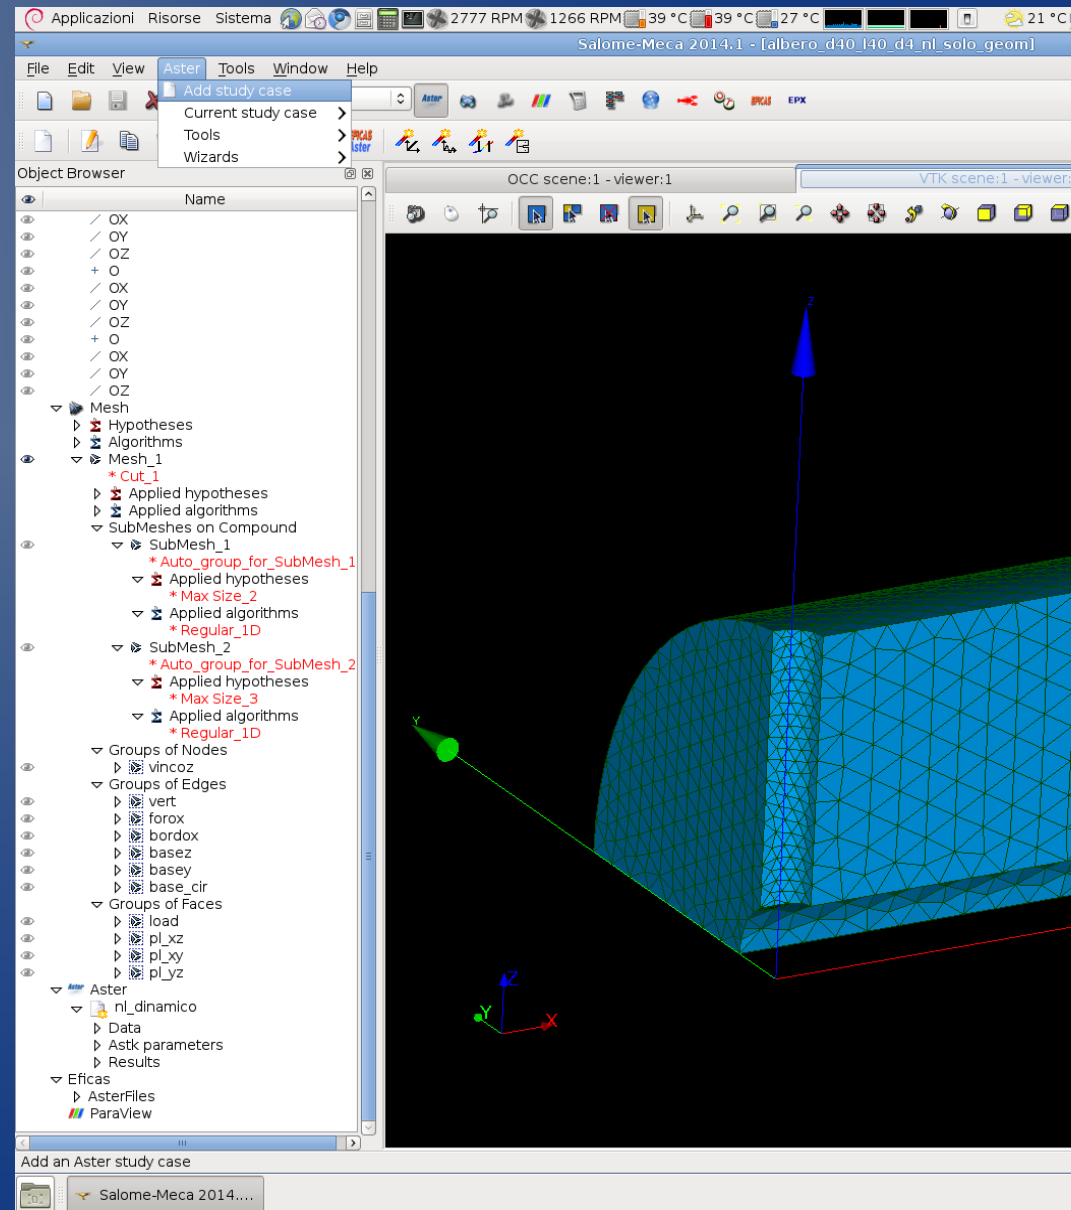 Applicazioni Risorse Sistema 2777 RPM 1266 RPM 39 °C 39 °C 27 °C 21 °C
Salome-Meca 2014.1 - [albero_d40_l40_d4_nl_solo_geom]
File Edit View Aster Tools Window Help
Add study case
Current study case
Tools
Wizards
Aster EFICAS EPX
EFICAS Aster
Object Browser
OCC scene:1 - viewer:1
VTK scene:1 - viewer:
Name
OX
OY
OZ
O
OX
OY
OZ
O
OX
OY
OZ
Mesh
Hypotheses
Algorithms
Mesh_1
* Cut_1
Applied hypotheses
Applied algorithms
SubMeshes on Compound
SubMesh_1
* Auto_group_for_SubMesh_1
Applied hypotheses
* Max Size_2
Applied algorithms
* Regular_1D
SubMesh_2
* Auto_group_for_SubMesh_2
Applied hypotheses
* Max Size_3
Applied algorithms
* Regular_1D
Groups of Nodes
vincoz
Groups of Edges
vert
forox
bordox
basez
basey
base_cir
Groups of Faces
load
pl_xz
pl_xy
pl_yz
Aster Aster
nl_dinamico
Data
Astk parameters
Results
Eficas
AsterFiles
ParaView
Z
Y
Z
Y
X
Add an Aster study case
Salome-Meca 2014....